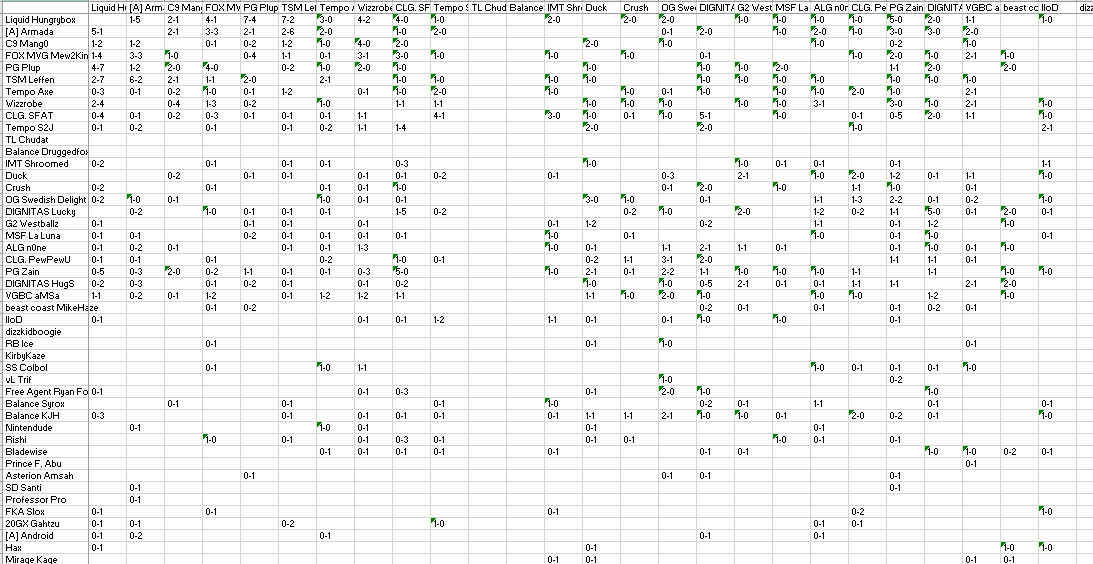 Liquid H [A] Arm C9 Man FOX MV PG Plup TSM Le Tempo Wizzrob CLG. SF Tempo S TL Chud Balance IMT Shr Duck Crush OG Swe DIGNIT G2 West MSF La ALG n0r CLG. Pe PG Zain DIGNITA VGBC a beast cc lloD dizz
Liquid Hungrybox 1-5 2-1 4-1 7-4 7-2 3-0 4-2 4-0 1-0 2-0 2-0 2-0 1-0 1-0 1-0 5-0 2-0 1-1 1-0
[A] Armada 5-1 2-1 3-3 2-1 2-6 2-0 1-0 2-0 0-1 2-0 1-0 2-0 1-0 3-0 3-0 2-0
C9 Mang0 1-2 1-2 0-1 0-2 1-2 4-0 2-0 2-0 1-0 1-0 0-2 1-0
FOX MVG Mew2Kin 1-4 3-3 1-0 0-4 1-1 0-1 3-1 3-0 1-0 1-0 1-0 0-1 1-0 2-0 1-0 2-1 1-0
PG Plup 4-7 1-2 2-0 4-0 0-2 1-0 2-0 1-0 1-0 1-0 1-0 2-0 1-1 2-0 2-0
TSM Leffen 2-7 6-2 2-1 1-1 2-0 2-1 1-0 1-0 1-0 1-0 1-0 1-0 1-0 1-0 1-0 1-0
Tempo Axe 0-3 0-1 0-2 1-0 0-1 1-2 0-1 1-0 2-0 1-0 1-0 0-1 1-0 1-0 1-0 2-0 1-0 2-1
Wizzrobe 2-4 0-4 1-3 0-2 1-0 1-1 1-1 1-0 1-0 1-0 1-0 1-0 3-1 3-0 1-0 2-1 1-0
CLG. SFAT 0-4 0-1 0-2 0-3 0-1 0-1 0-1 1-1 4-1 3-0 1-0 0-1 1-0 5-1 1-0 0-1 0-5 2-0 1-1 1-0
Tempo S2J 0-1 0-2 0-1 0-1 0-2 1-1 1-4 2-0 2-0 1-0 2-1
TL Chudat
Balance Druggedfox
IMT Shroomed 0-2 0-1 0-1 0-1 0-3 1-0 1-0 0-1 0-1 0-1 1-1
Duck 0-2 0-1 0-1 0-1 0-1 0-2 0-1 0-3 2-1 1-0 2-0 1-2 0-1 1-1 1-0
Crush 0-2 0-1 0-1 0-1 1-0 0-1 2-0 1-0 1-1 1-0 0-1
OG Swedish Delight 0-2 1-0 0-1 1-0 0-1 0-1 3-0 1-0 1-1 1-3 2-2 0-1 0-2 1-0
DIGNITAS Lucky 0-2 1-0 0-1 0-1 0-1 1-5 0-2 0-2 1-0 2-0 1-2 0-2 1-1 5-0 0-1 2-0 0-1
G2 Westballz 0-1 0-1 0-1 0-1 0-1 1-2 0-2 1-1 0-1 1-2 1-0
MSF La Luna 0-1 0-2 0-1 0-1 0-1 1-0 0-1 1-0 0-1 1-0 0-1
ALG n0ne 0-1 0-2 0-1 0-1 1-3 1-0 0-1 1-1 2-1 1-1 0-1 0-1 1-0 0-1 1-0
CLG. PewPewU 0-1 0-1 0-1 0-2 1-0 0-1 0-2 1-1 3-1 2-0 1-1 1-1 0-1
PG Zain 0-5 0-3 2-0 0-2 1-1 0-1 0-1 0-3 5-0 1-0 2-1 0-1 2-2 1-1 1-0 1-0 1-0 1-1 1-1 1-0 1-0 1-0
DIGNITAS HugS 0-2 0-3 0-1 0-2 0-1 0-1 0-2 1-0 1-0 0-5 2-1 0-1 0-1 1-1 1-1 2-1 2-0
VGBC aMSa 1-1 0-2 0-1 1-2 0-1 1-2 1-2 1-1 1-1 1-0 2-0 1-0 1-0 1-0 1-2 1-0
beast coast MikeHaze 0-1 0-2 0-2 0-1 0-1 0-1 0-2 0-1
lloD 0-1 0-1 0-1 1-2 1-1 0-1 0-1 1-0 1-0 0-1
dizzkidboogie
RB Ice 0-1 0-1 1-0 0-1
KirbyKaze
SS Colbol 0-1 1-0 1-1 1-0 0-1 0-1 0-1 1-0
vL Trif 1-0 0-2
Free Agent Ryan Fo 0-1 0-1 0-3 0-1 2-0 1-0 1-0
Balance Syrox 0-1 0-1 0-1 1-0 0-2 0-1 1-1 0-1 0-1
Balance KJH 0-3 0-1 0-1 0-1 0-1 0-1 1-1 1-1 2-1 1-0 1-0 0-1 2-0 0-2 0-1 1-0
Nintendude 0-1 1-0 0-1 0-1 0-1
Rishi 1-0 0-1 0-1 0-3 0-1 0-1 0-1 1-0 0-1 0-1
Bladewise 0-1 0-1 0-1 0-1 0-1 0-1 1-0 1-0 0-2 0-1
Prince F. Abu 0-1
Asterion Amsah 0-1 0-1 0-1 0-1
SD Santi 0-1 0-1
Professor Pro 0-1
FKA Slox 0-1 0-1 0-1 0-2 1-0
20GX Gahtzu 0-1 0-1 0-2 1-0 0-1 0-1
[A] Android 0-1 0-2 0-1 0-1 0-1
Hax 0-1 0-1 1-0 1-0
Mirage Kage 0-1 0-1 0-1 0-1